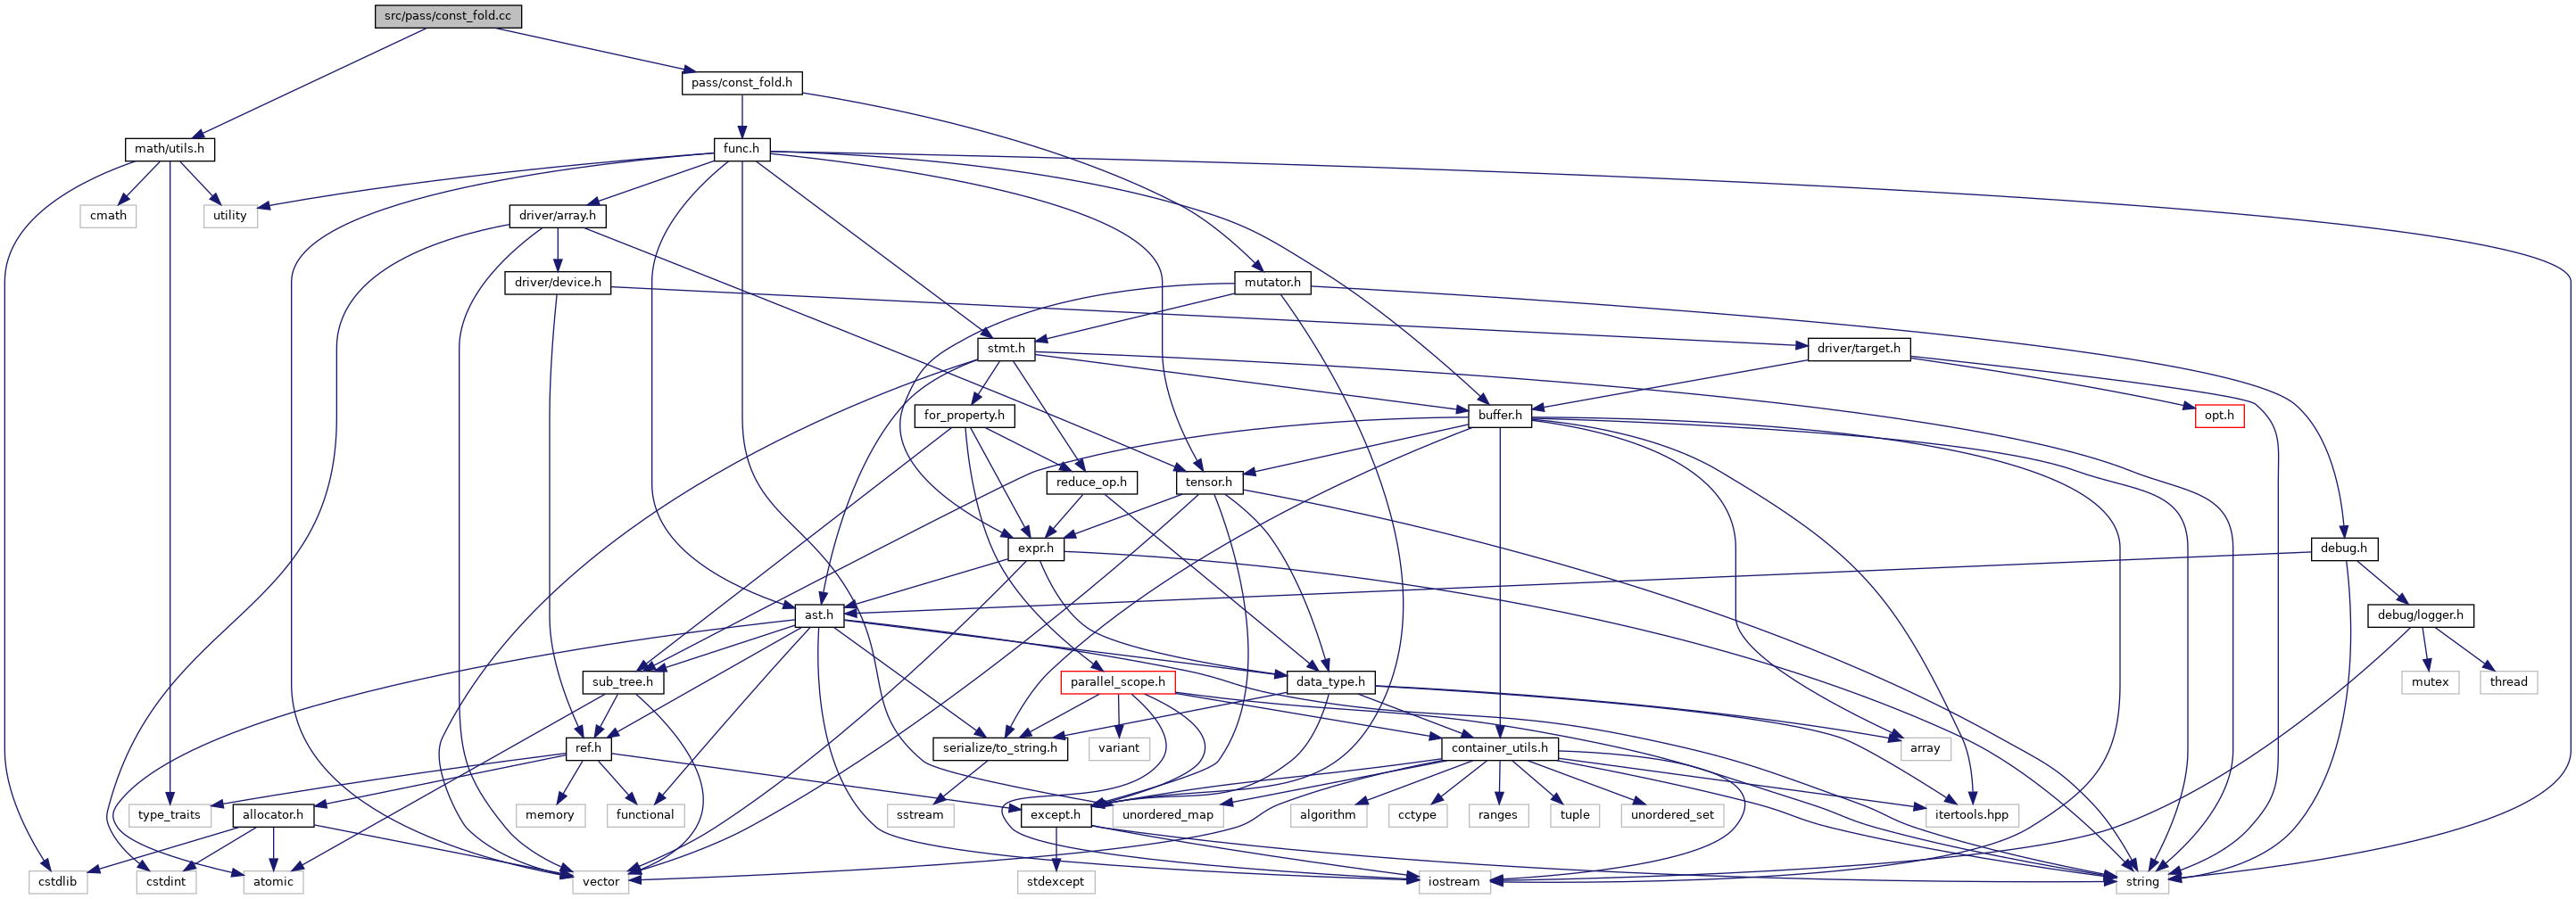 src/pass/const_fold.cc
pass/const_fold.h
math/utils.h
func.h
cmath
utility
driver/array.h
driver/device.h
mutator.h
stmt.h
driver/target.h
for_property.h
buffer.h
opt.h
reduce_op.h
tensor.h
expr.h
debug.h
ast.h
debug/logger.h
sub_tree.h
parallel_scope.h
data_type.h
mutex
thread
ref.h
serialize/to_string.h
variant
container_utils.h
array
type_traits
allocator.h
memory
functional
sstream
except.h
unordered_map
algorithm
cctype
ranges
tuple
unordered_set
itertools.hpp
cstdlib
cstdint
atomic
vector
stdexcept
iostream
string